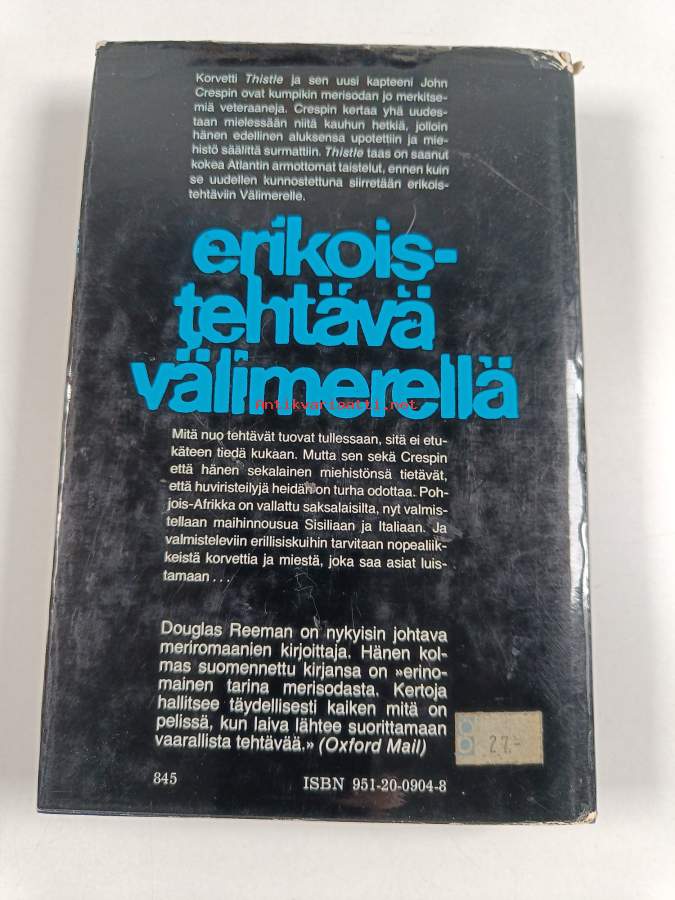 Korvetti Thistle ja sen uusi kapteeni John
Crespin ovat kumpikin merisodan jo merkitse-
miä veteraaneja. Crespin kertaa yhä uudes-
taan mielessään niitä kauhun hetkiä, jolloin
hänen edellinen aluksensa upotettiin ja mie-
histö säälittä surmattiin. Thistle taas on saanut
kokea Atlantin armottomat taistelut, ennen kuin
se uudellen kunnostettuna siirretään erikois-
tehtäviin Välimerelle.
erikois-
tehtävä
välimerellä
antikvariaatti.net
Mitä nuo tehtävät tuovat tullessaan, sitä ei etu-
käteen tiedä kukaan. Mutta sen sekä Crespin
että hänen sekalainen miehistönsä tietävät,
että huviristeilyjä heidän on turha odottaa. Poh-
jois-Afrikka on vallattu saksalaisilta, nyt valmis-
tellaan maihinnousua Sisiliaan ja Italiaan. Ja
valmisteleviin erillisiskuihin tarvitaan nopealiik-
keistä korvettia ja miestä, joka saa asiat luis-
tamaan . . .
Douglas Reeman on nykyisin johtava
meriromaanien kirjoittaja. Hänen kol-
mas suomennettu kirjansa on »erino-
mainen tarina merisodasta. Kertoja
hallitsee täydellisesti kaiken mitä on
pelissä, kun laiva lähtee suorittamaan
vaarallista tehtävää.» (Oxford Mail)
27.-
845
ISBN 951-20-0904-8